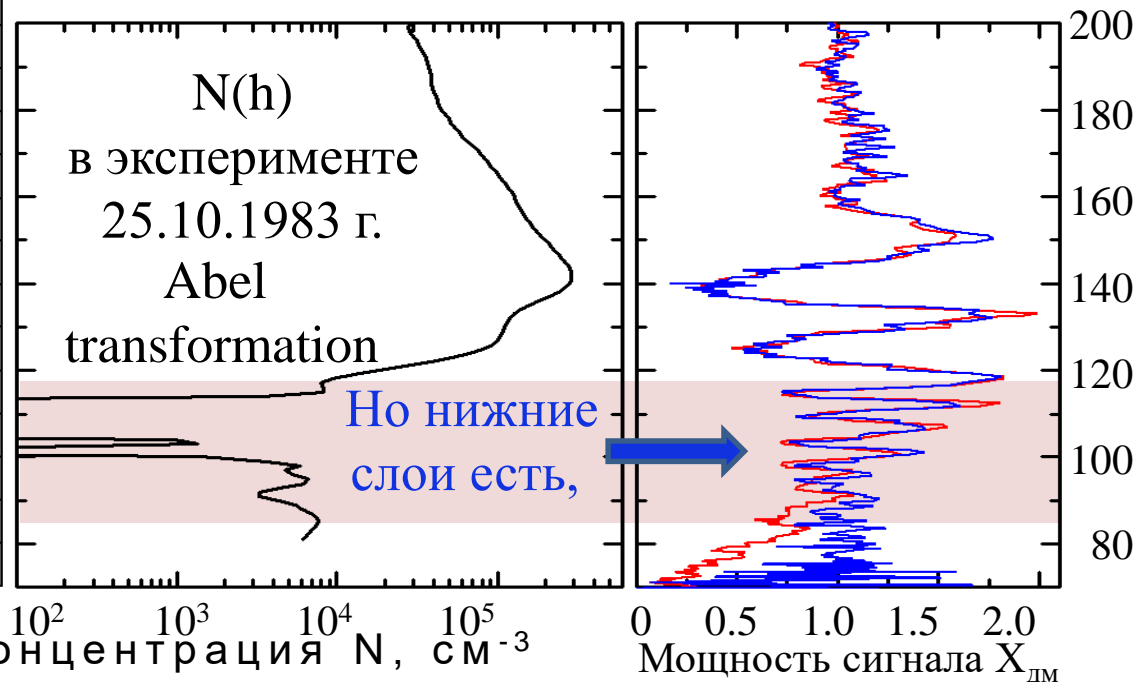 N(h)
в эксперименте
25.10.1983 г.
Abel
transformation
Но нижние
слои есть,
200
180
160
140
120
100
80
10² 10³ 10⁴ 10⁵
онцентрация N, см⁻³
0 0.5 1.0 1.5 2.0
Мощность сигнала Xдм